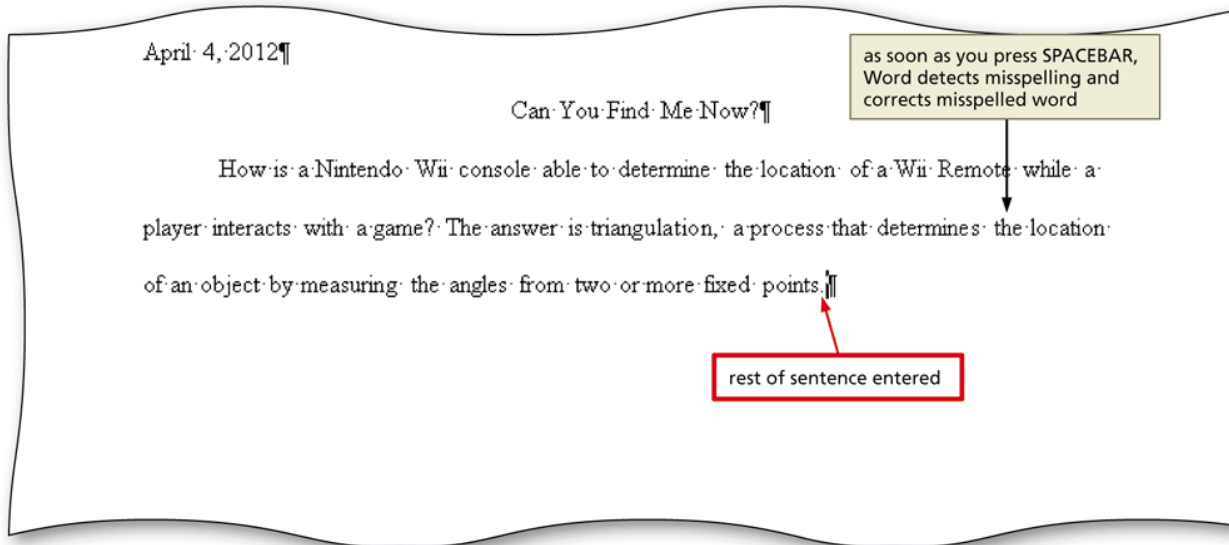 April 4, 2012¶
as soon as you press SPACEBAR,
Word detects misspelling and
corrects misspelled word
Can·You·Find·Me·Now?¶
How·is·a·Nintendo·Wii·console·able·to·determine·the·location·of·a·Wii·Remote·while·a·
player·interacts·with·a·game?·The·answer·is·triangulation,·a·process·that·determines·the·location·
of·an·object·by·measuring·the·angles·from·two·or·more·fixed·points.¶
rest of sentence entered